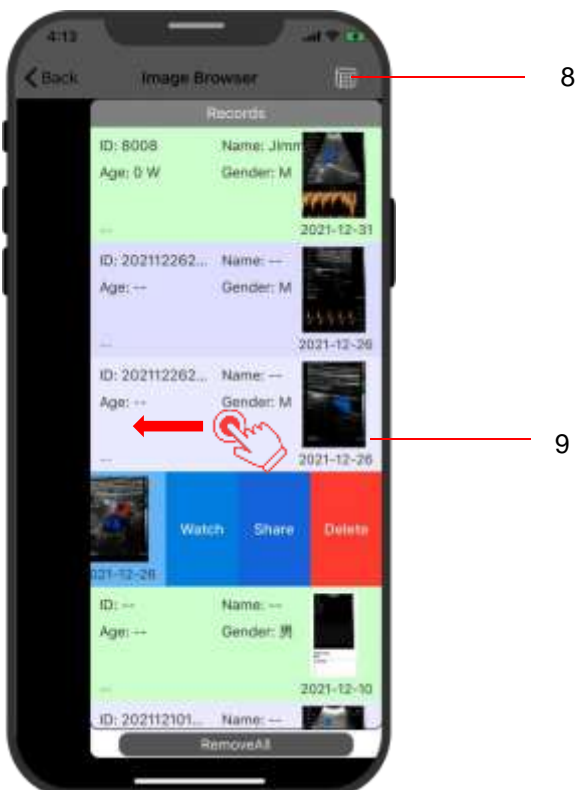 4:13
Back
Image Browser
8
Records
ID: 8008 Name: Jimm
Age: 0 W Gender: M
--
2021-12-31
ID: 202112262... Name: --
Age: -- Gender: M
--
2021-12-26
ID: 202112262... Name: --
Age: -- Gender: M
9
--
2021-12-26
Watch Share Delete
021-12-26
ID: -- Name: --
Age: -- Gender: 男
--
2021-12-10
ID: 202112101... Name: --
RemoveAll